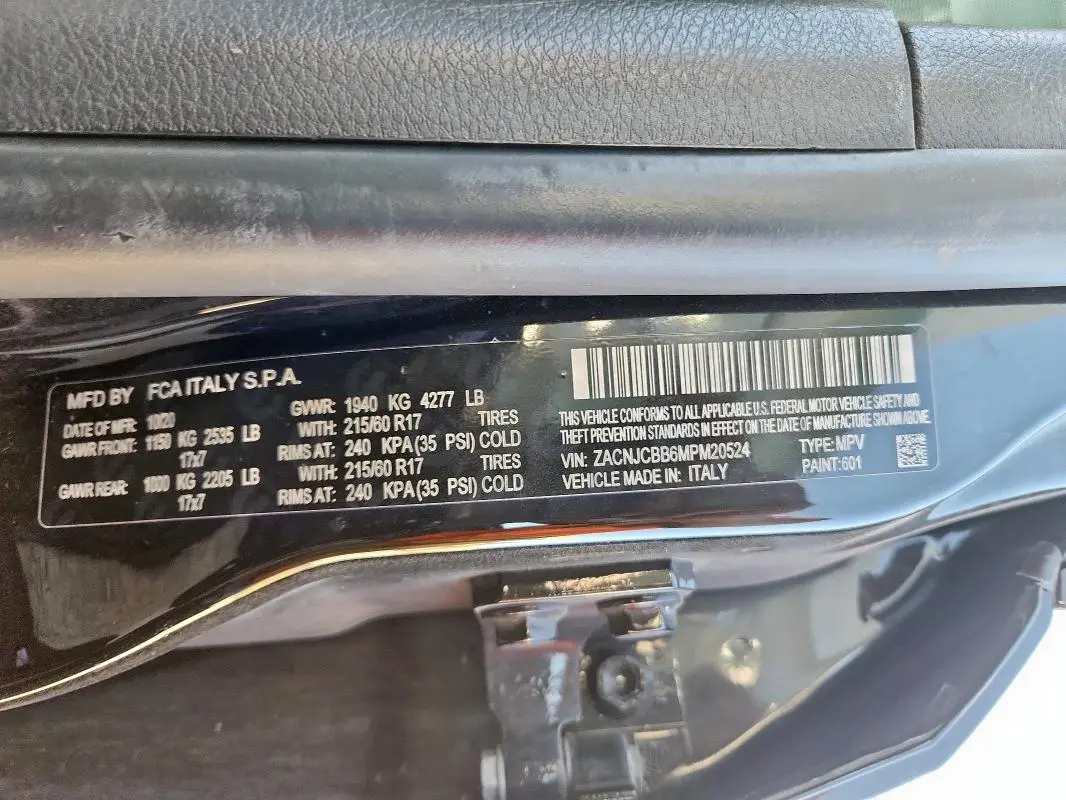 MFD BY FCA ITALY S.P.A.
DATE OF MFR: 10/20 GVWR: 1940 KG 4277 LB
GAWR FRONT: 1150 KG 2535 LB WITH: 215/60 R17 TIRES
17x7 RIMS AT: 240 KPA(35 PSI) COLD
GAWR REAR: 1000 KG 2205 LB WITH: 215/60 R17 TIRES
17x7 RIMS AT: 240 KPA(35 PSI) COLD
THIS VEHICLE CONFORMS TO ALL APPLICABLE U.S. FEDERAL MOTOR VEHICLE SAFETY AND
THEFT PREVENTION STANDARDS IN EFFECT ON THE DATE OF MANUFACTURE SHOWN ABOVE.
VIN: ZACNJCBB6MPM20524 TYPE: MPV
VEHICLE MADE IN: ITALY PAINT: 601